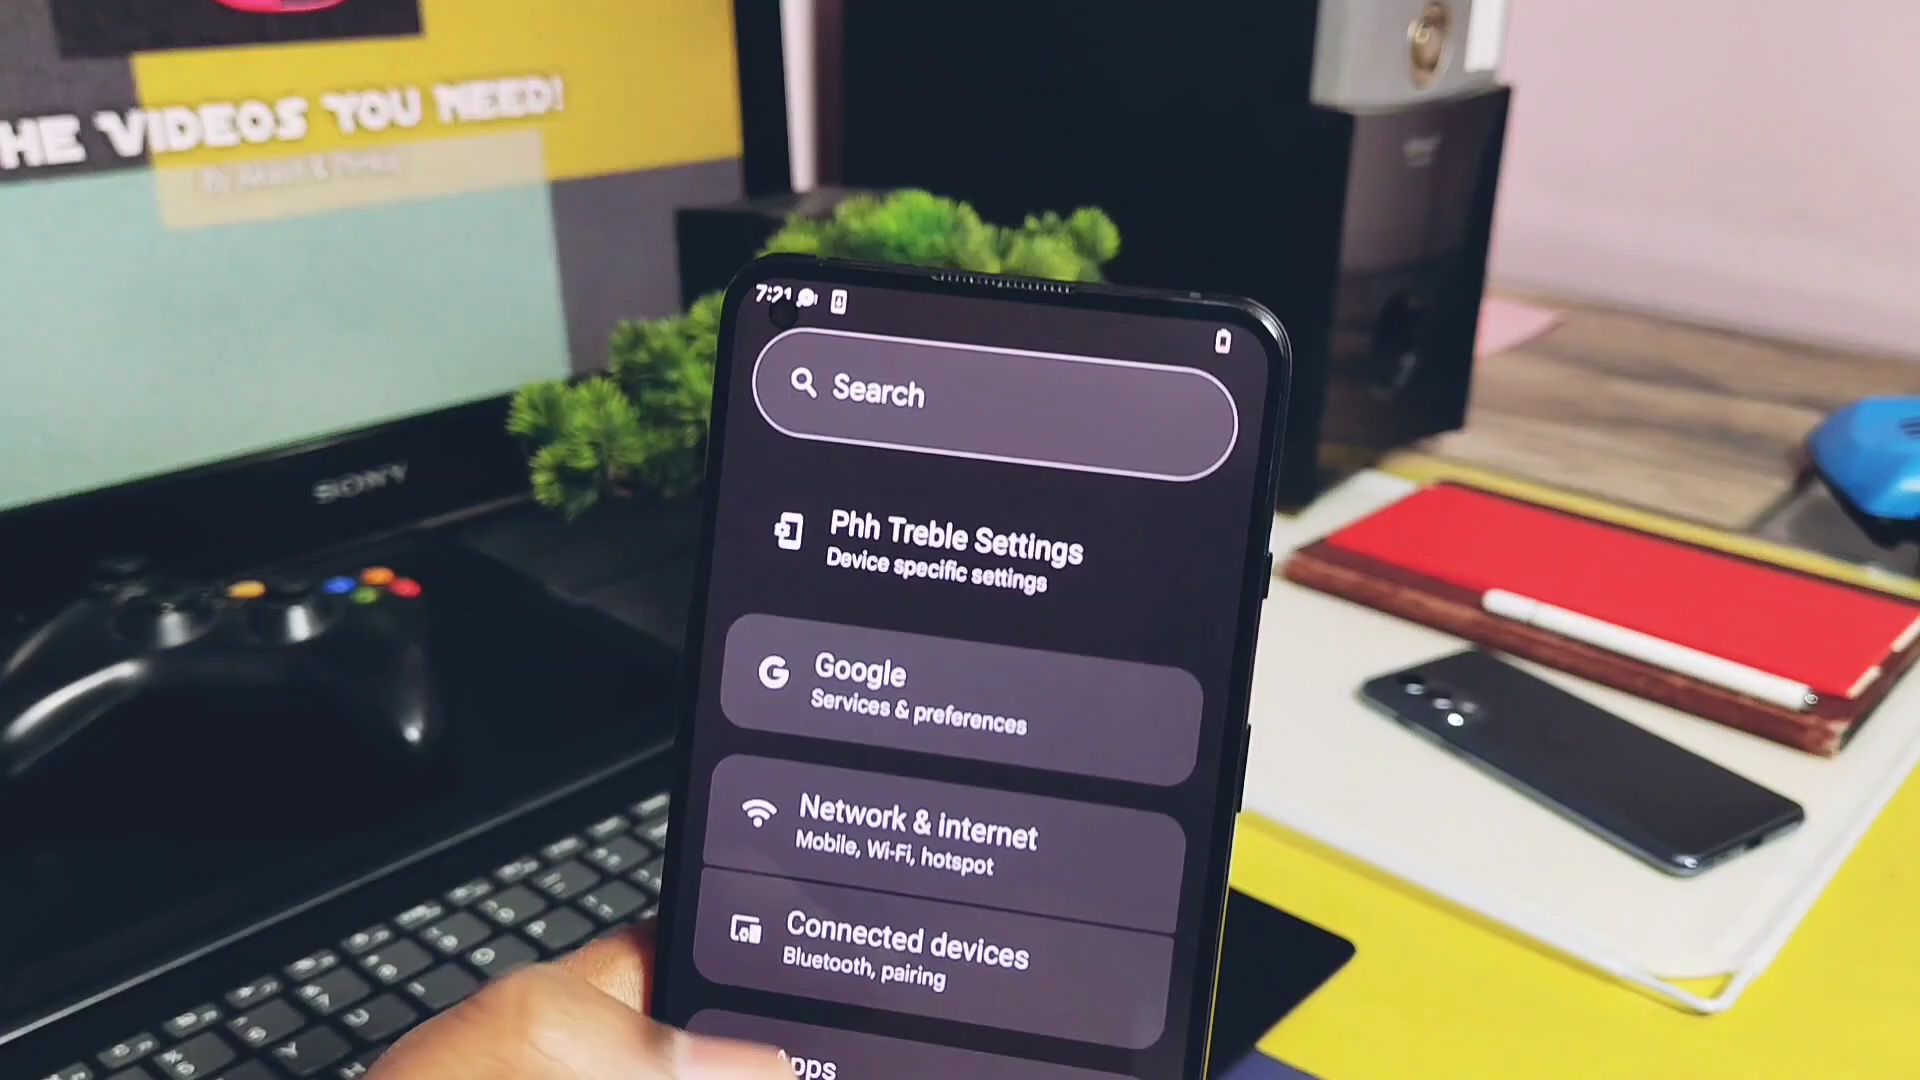 HE VIDEOS YOU NEED!
SONY
7:21
Search
Phh Treble Settings
Device specific settings
Google
Services & preferences
Network & internet
Mobile, Wi-Fi, hotspot
Connected devices
Bluetooth, pairing
Apps